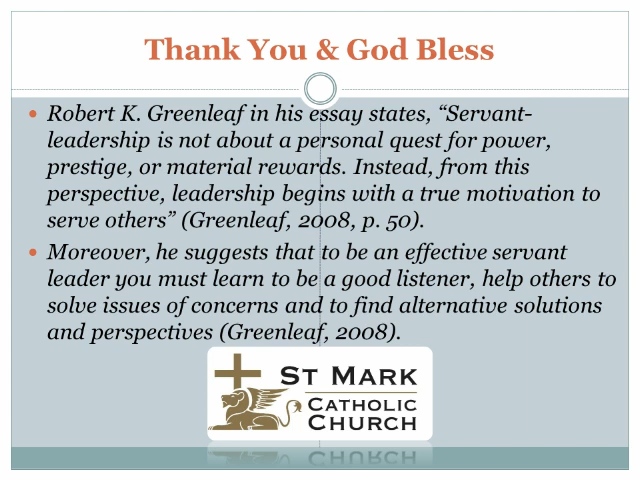 Thank You & God Bless
Robert K. Greenleaf in his essay states, “Servant-
leadership is not about a personal quest for power,
prestige, or material rewards. Instead, from this
perspective, leadership begins with a true motivation to
serve others” (Greenleaf, 2008, p. 50).
Moreover, he suggests that to be an effective servant
leader you must learn to be a good listener, help others to
solve issues of concerns and to find alternative solutions
and perspectives (Greenleaf, 2008).
ST MARK
CATHOLIC
CHURCH